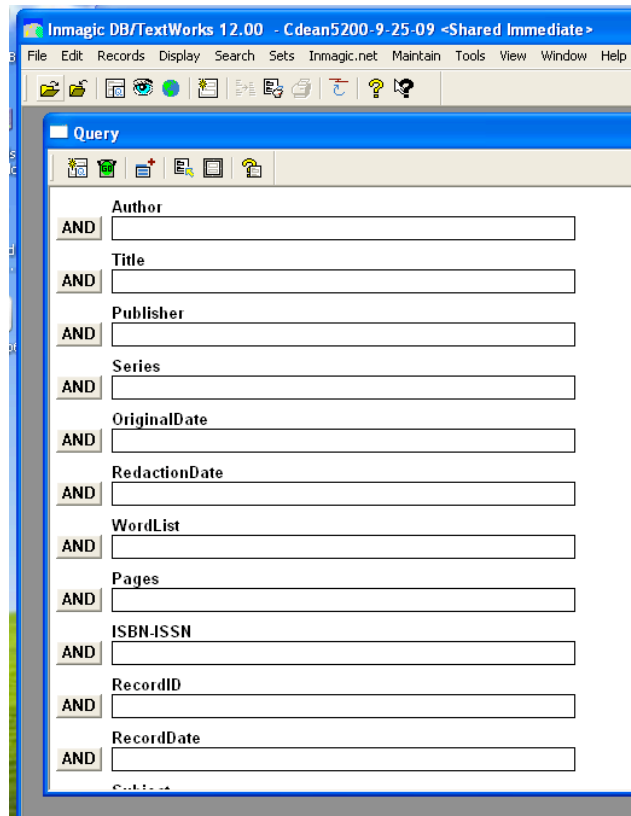 Inmagic DB/TextWorks 12.00 - Cdean5200-9-25-09 <Shared Immediate>
File Edit Records Display Search Sets Inmagic.net Maintain Tools View Window Help
Query
GO
Author
AND
Title
AND
Publisher
AND
Series
AND
OriginalDate
AND
RedactionDate
AND
WordList
AND
Pages
AND
ISBN-ISSN
AND
RecordID
AND
RecordDate
AND